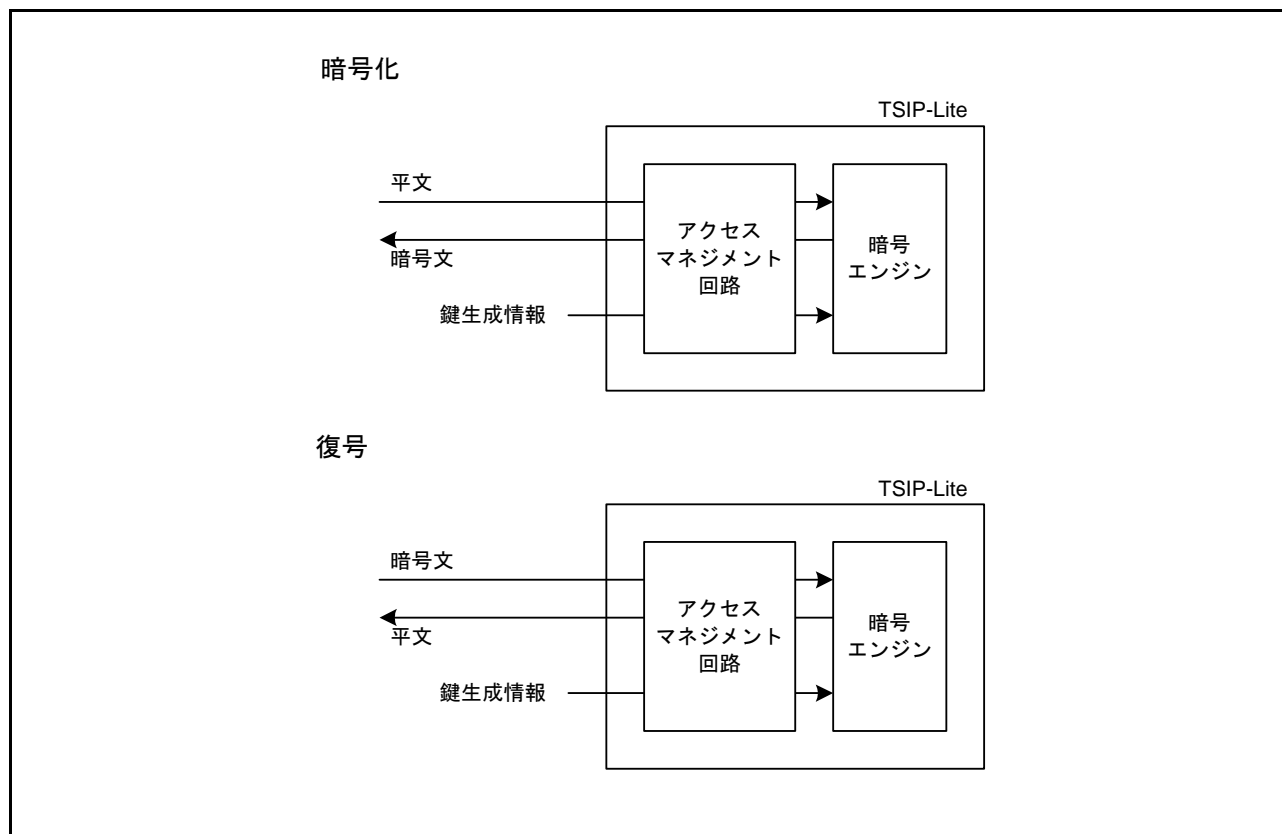 暗号化
TSIP-Lite
平文
暗号文
鍵生成情報
アクセス
マネジメント
回路
暗号
エンジン
復号
TSIP-Lite
暗号文
平文
鍵生成情報
アクセス
マネジメント
回路
暗号
エンジン